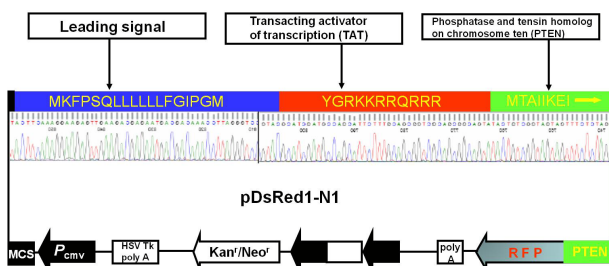 Leading signal
Transacting activator
of transcription (TAT)
Phosphatase and tensin homolog
on chromosome ten (PTEN)
MKFPSQLLLLLLFGIPGM
YGRKKRRQRRR
MTAIIKEI
pDsRed1-N1
MCS
Pcmv
HSV Tk
poly A
Kanr/Neor
poly
A
R F P
PTEN